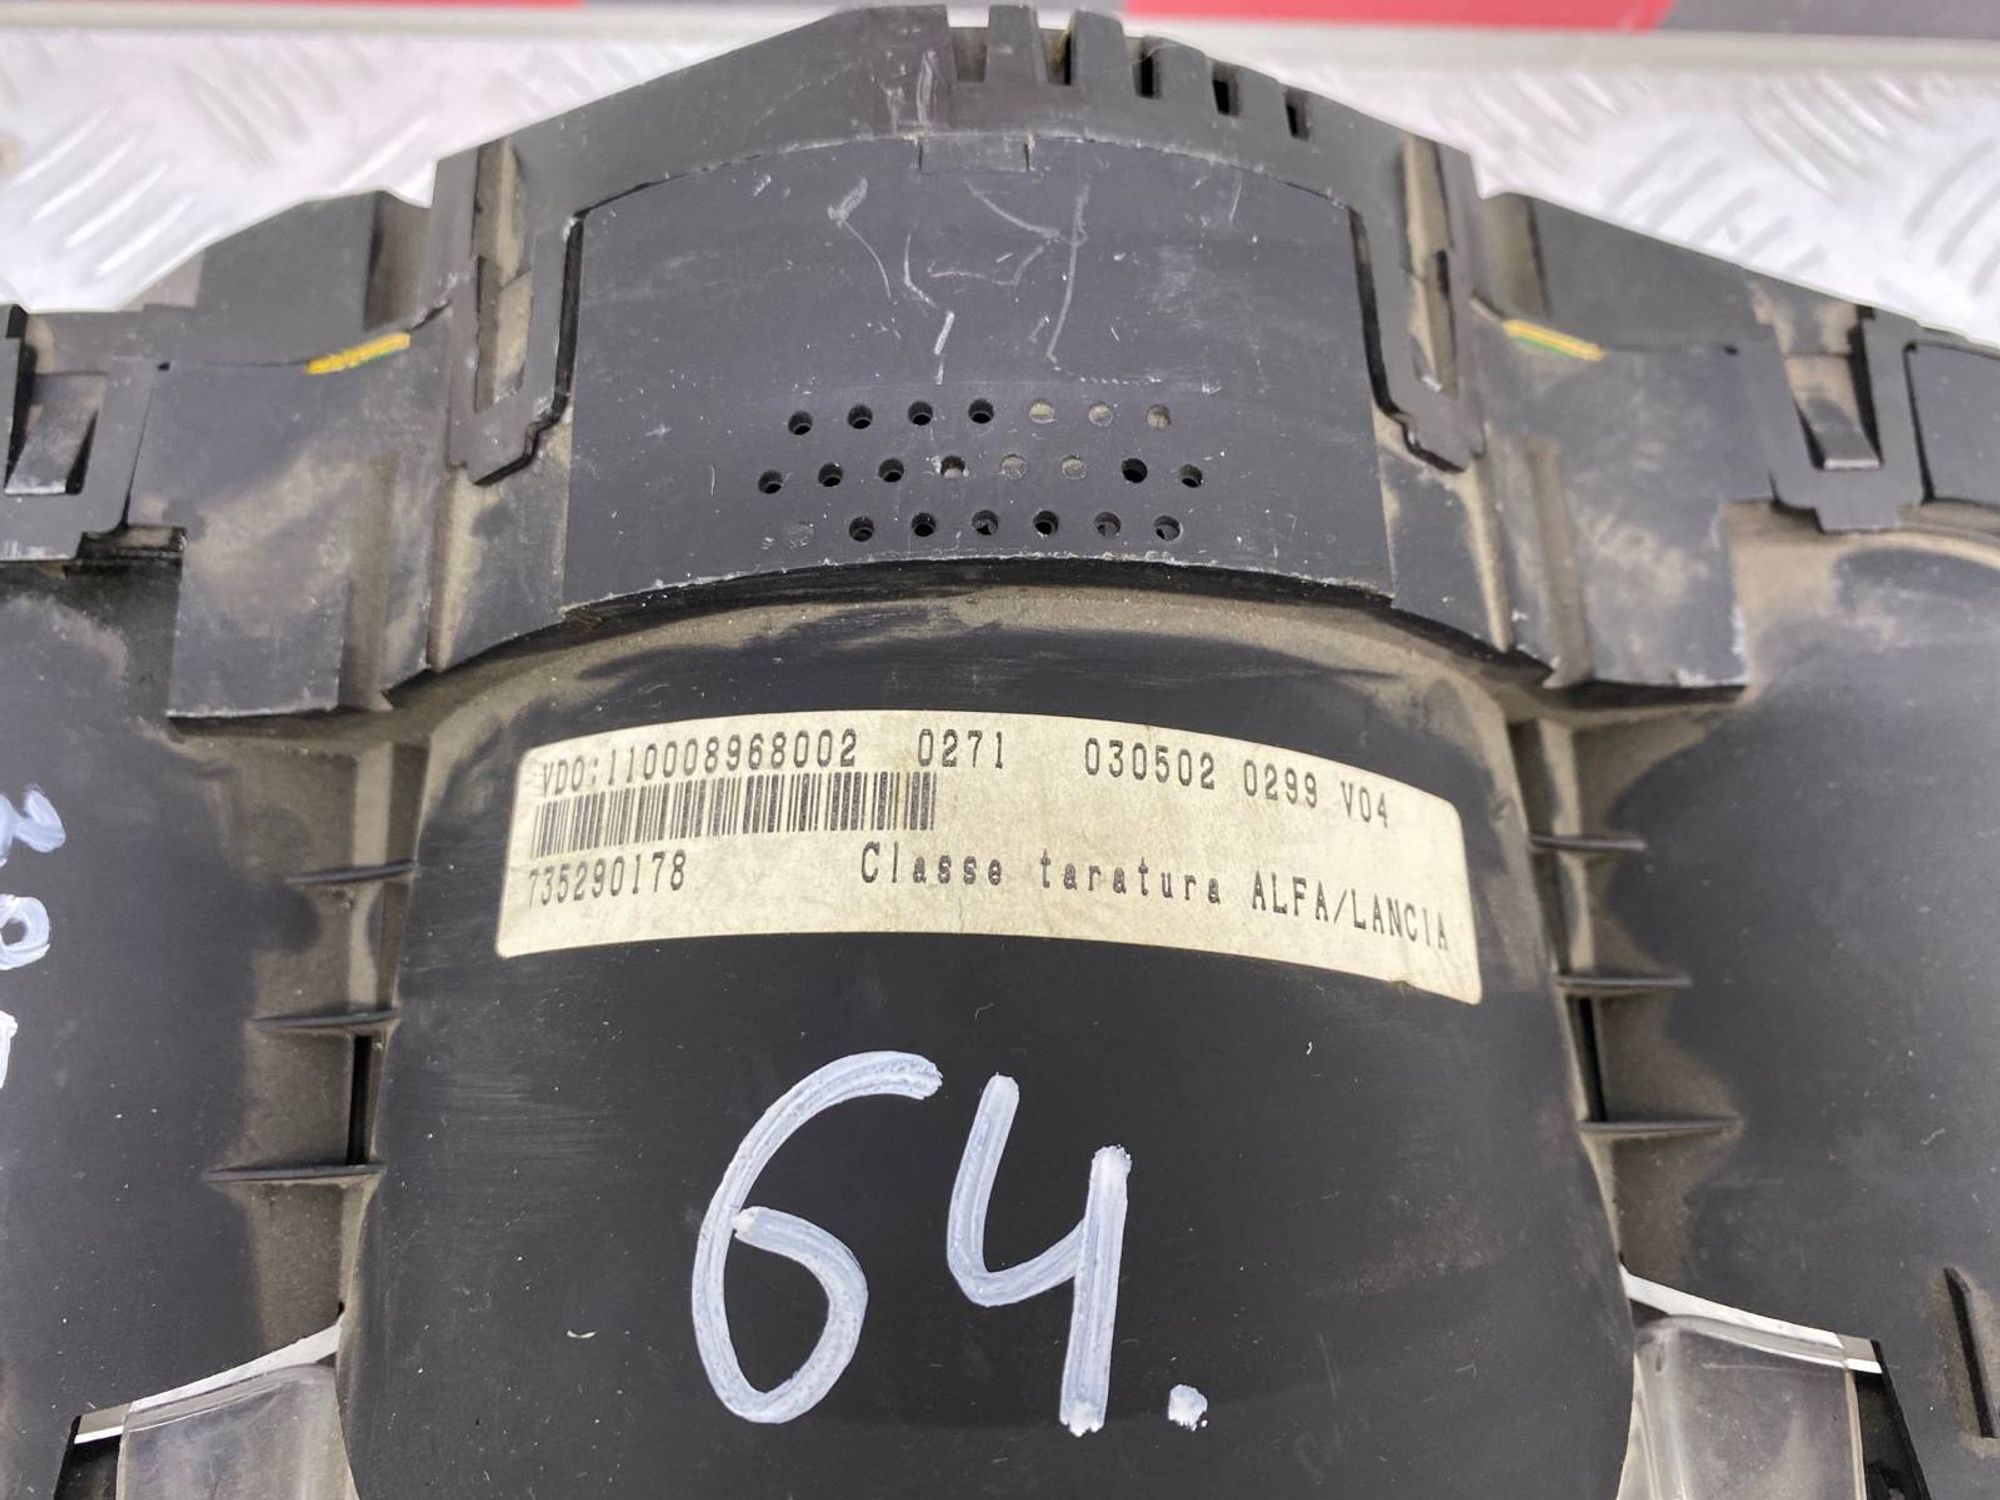 VDO:110008968002 0271 030502 0299 V04
735290178 Classe taratura ALFA/LANCIA
64.